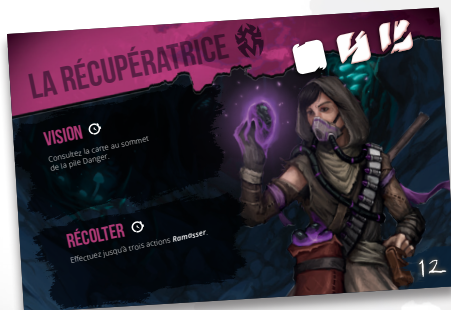 LA RÉCUPÉRATRICE
VISION
Consultez la carte au sommet
de la pile Danger.
RÉCOLTER
Effectuez jusqu'à trois actions Ramasser.
12